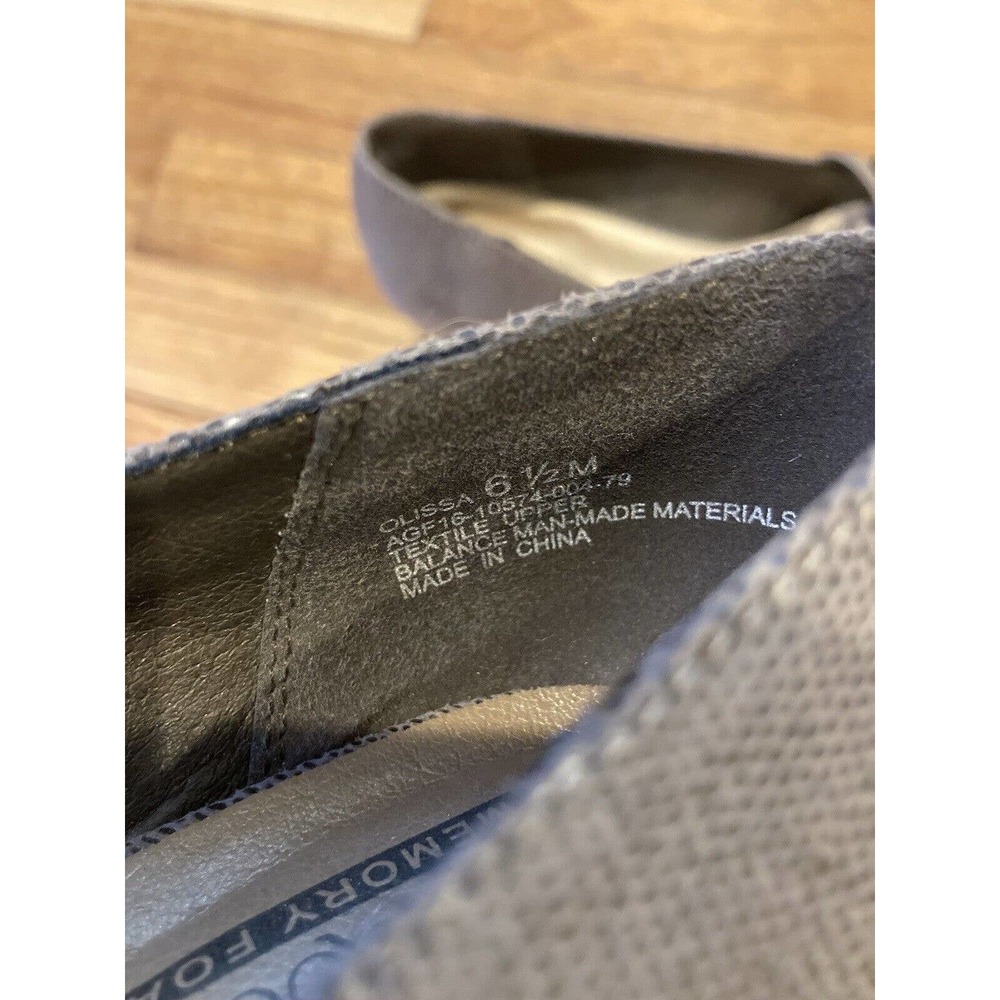 OLISSA 6 ½ M
AGF16-10574-004-79
TEXTILE UPPER
BALANCE MAN-MADE MATERIALS
MADE IN CHINA
MEMORY FOA